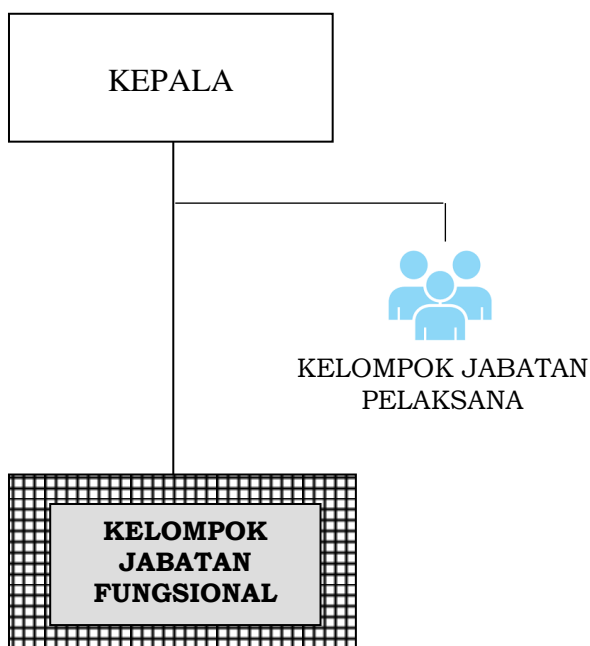 KEPALA
KELOMPOK JABATAN
PELAKSANA
KELOMPOK
JABATAN
FUNGSIONAL